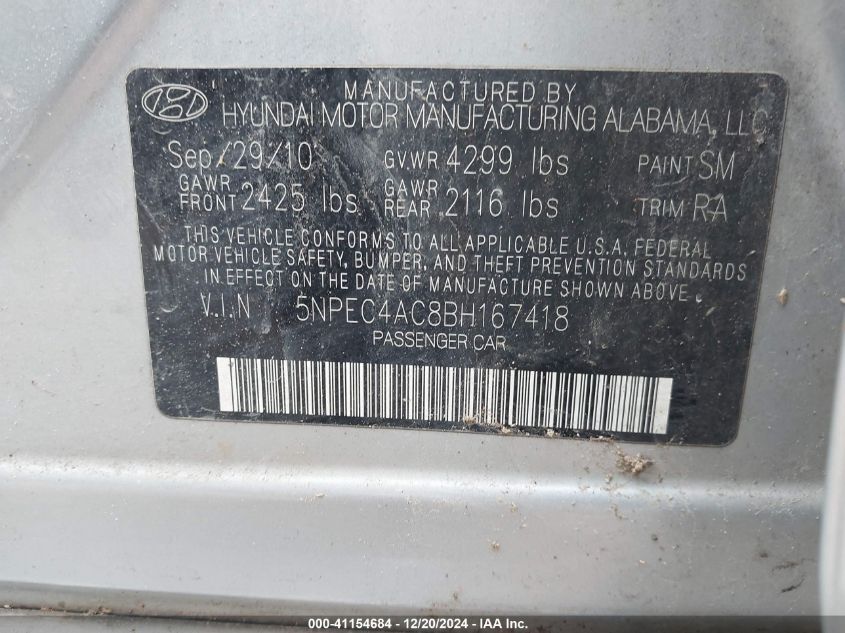 MANUFACTURED BY
HYUNDAI MOTOR MANUFACTURING ALABAMA, LLC
Sep/29/10 GVWR 4299 lbs PAINT SM
GAWR FRONT 2425 lbs GAWR REAR 2116 lbs TRIM RA
THIS VEHICLE CONFORMS TO ALL APPLICABLE U.S.A. FEDERAL
MOTOR VEHICLE SAFETY, BUMPER, AND THEFT PREVENTION STANDARDS
IN EFFECT ON THE DATE OF MANUFACTURE SHOWN ABOVE.
V.I.N 5NPEC4AC8BH167418
PASSENGER CAR
000-41154684 - 12/20/2024 - IAA Inc.